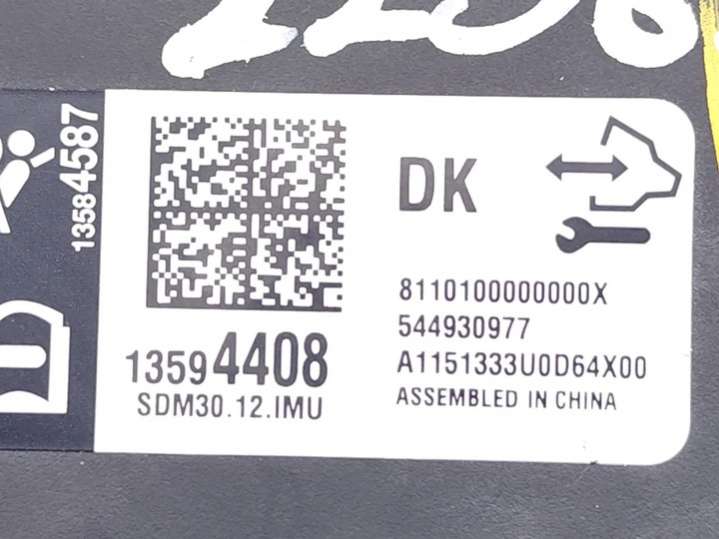 13584587
DK
8110100000000X
544930977
A1151333U0D64X00
ASSEMBLED IN CHINA
13594408
SDM30.12.IMU